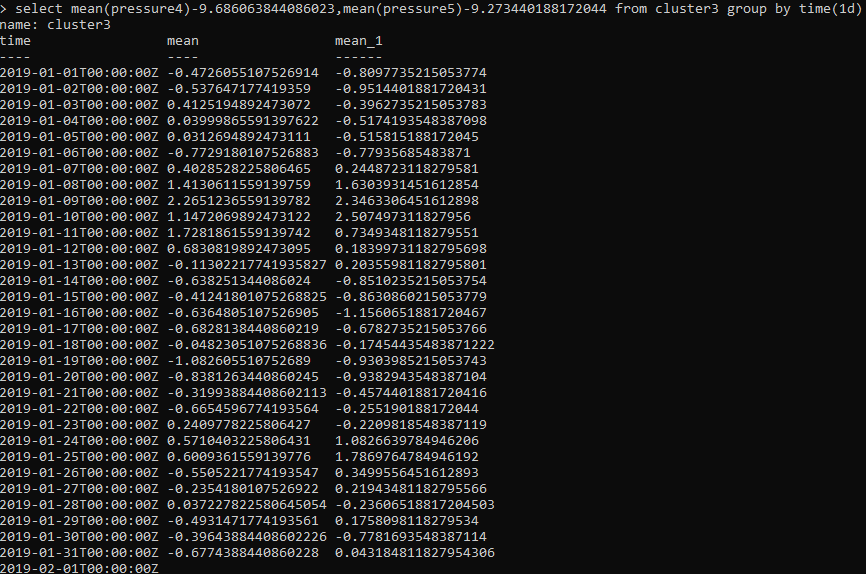 > select mean(pressure4)-9.686063844086023,mean(pressure5)-9.273440188172044 from cluster3 group by time(1d)
name: cluster3
time mean mean_1
---- ---- ------
2019-01-01T00:00:00Z -0.4726055107526914 -0.8097735215053774
2019-01-02T00:00:00Z -0.537647177419359 -0.9514401881720431
2019-01-03T00:00:00Z 0.4125194892473072 -0.3962735215053783
2019-01-04T00:00:00Z 0.03999865591397622 -0.5174193548387098
2019-01-05T00:00:00Z 0.0312694892473111 -0.515815188172045
2019-01-06T00:00:00Z -0.7729180107526883 -0.77935685483871
2019-01-07T00:00:00Z 0.4028528225806465 0.2448723118279581
2019-01-08T00:00:00Z 1.4130611559139759 1.6303931451612854
2019-01-09T00:00:00Z 2.2651236559139782 2.3463306451612898
2019-01-10T00:00:00Z 1.1472069892473122 2.507497311827956
2019-01-11T00:00:00Z 1.7281861559139742 0.7349348118279551
2019-01-12T00:00:00Z 0.6830819892473095 0.18399731182795698
2019-01-13T00:00:00Z -0.11302217741935827 0.20355981182795801
2019-01-14T00:00:00Z -0.638251344086024 -0.8510235215053754
2019-01-15T00:00:00Z -0.41241801075268825 -0.8630860215053779
2019-01-16T00:00:00Z -0.6364805107526905 -1.1560651881720467
2019-01-17T00:00:00Z -0.6828138440860219 -0.6782735215053766
2019-01-18T00:00:00Z -0.04823051075268836 -0.17454435483871222
2019-01-19T00:00:00Z -1.082605510752689 -0.9303985215053743
2019-01-20T00:00:00Z -0.8381263440860245 -0.9382943548387104
2019-01-21T00:00:00Z -0.31993884408602113 -0.4574401881720416
2019-01-22T00:00:00Z -0.6654596774193564 -0.255190188172044
2019-01-23T00:00:00Z 0.2409778225806427 -0.2209818548387119
2019-01-24T00:00:00Z 0.5710403225806431 1.0826639784946206
2019-01-25T00:00:00Z 0.6009361559139776 1.7869764784946192
2019-01-26T00:00:00Z -0.5505221774193547 0.3499556451612893
2019-01-27T00:00:00Z -0.2354180107526922 0.21943481182795566
2019-01-28T00:00:00Z 0.037227822580645054 -0.23606518817204503
2019-01-29T00:00:00Z -0.4931471774193561 0.1758098118279534
2019-01-30T00:00:00Z -0.39643884408602226 -0.7781693548387114
2019-01-31T00:00:00Z -0.6774388440860228 0.043184811827954306
2019-02-01T00:00:00Z